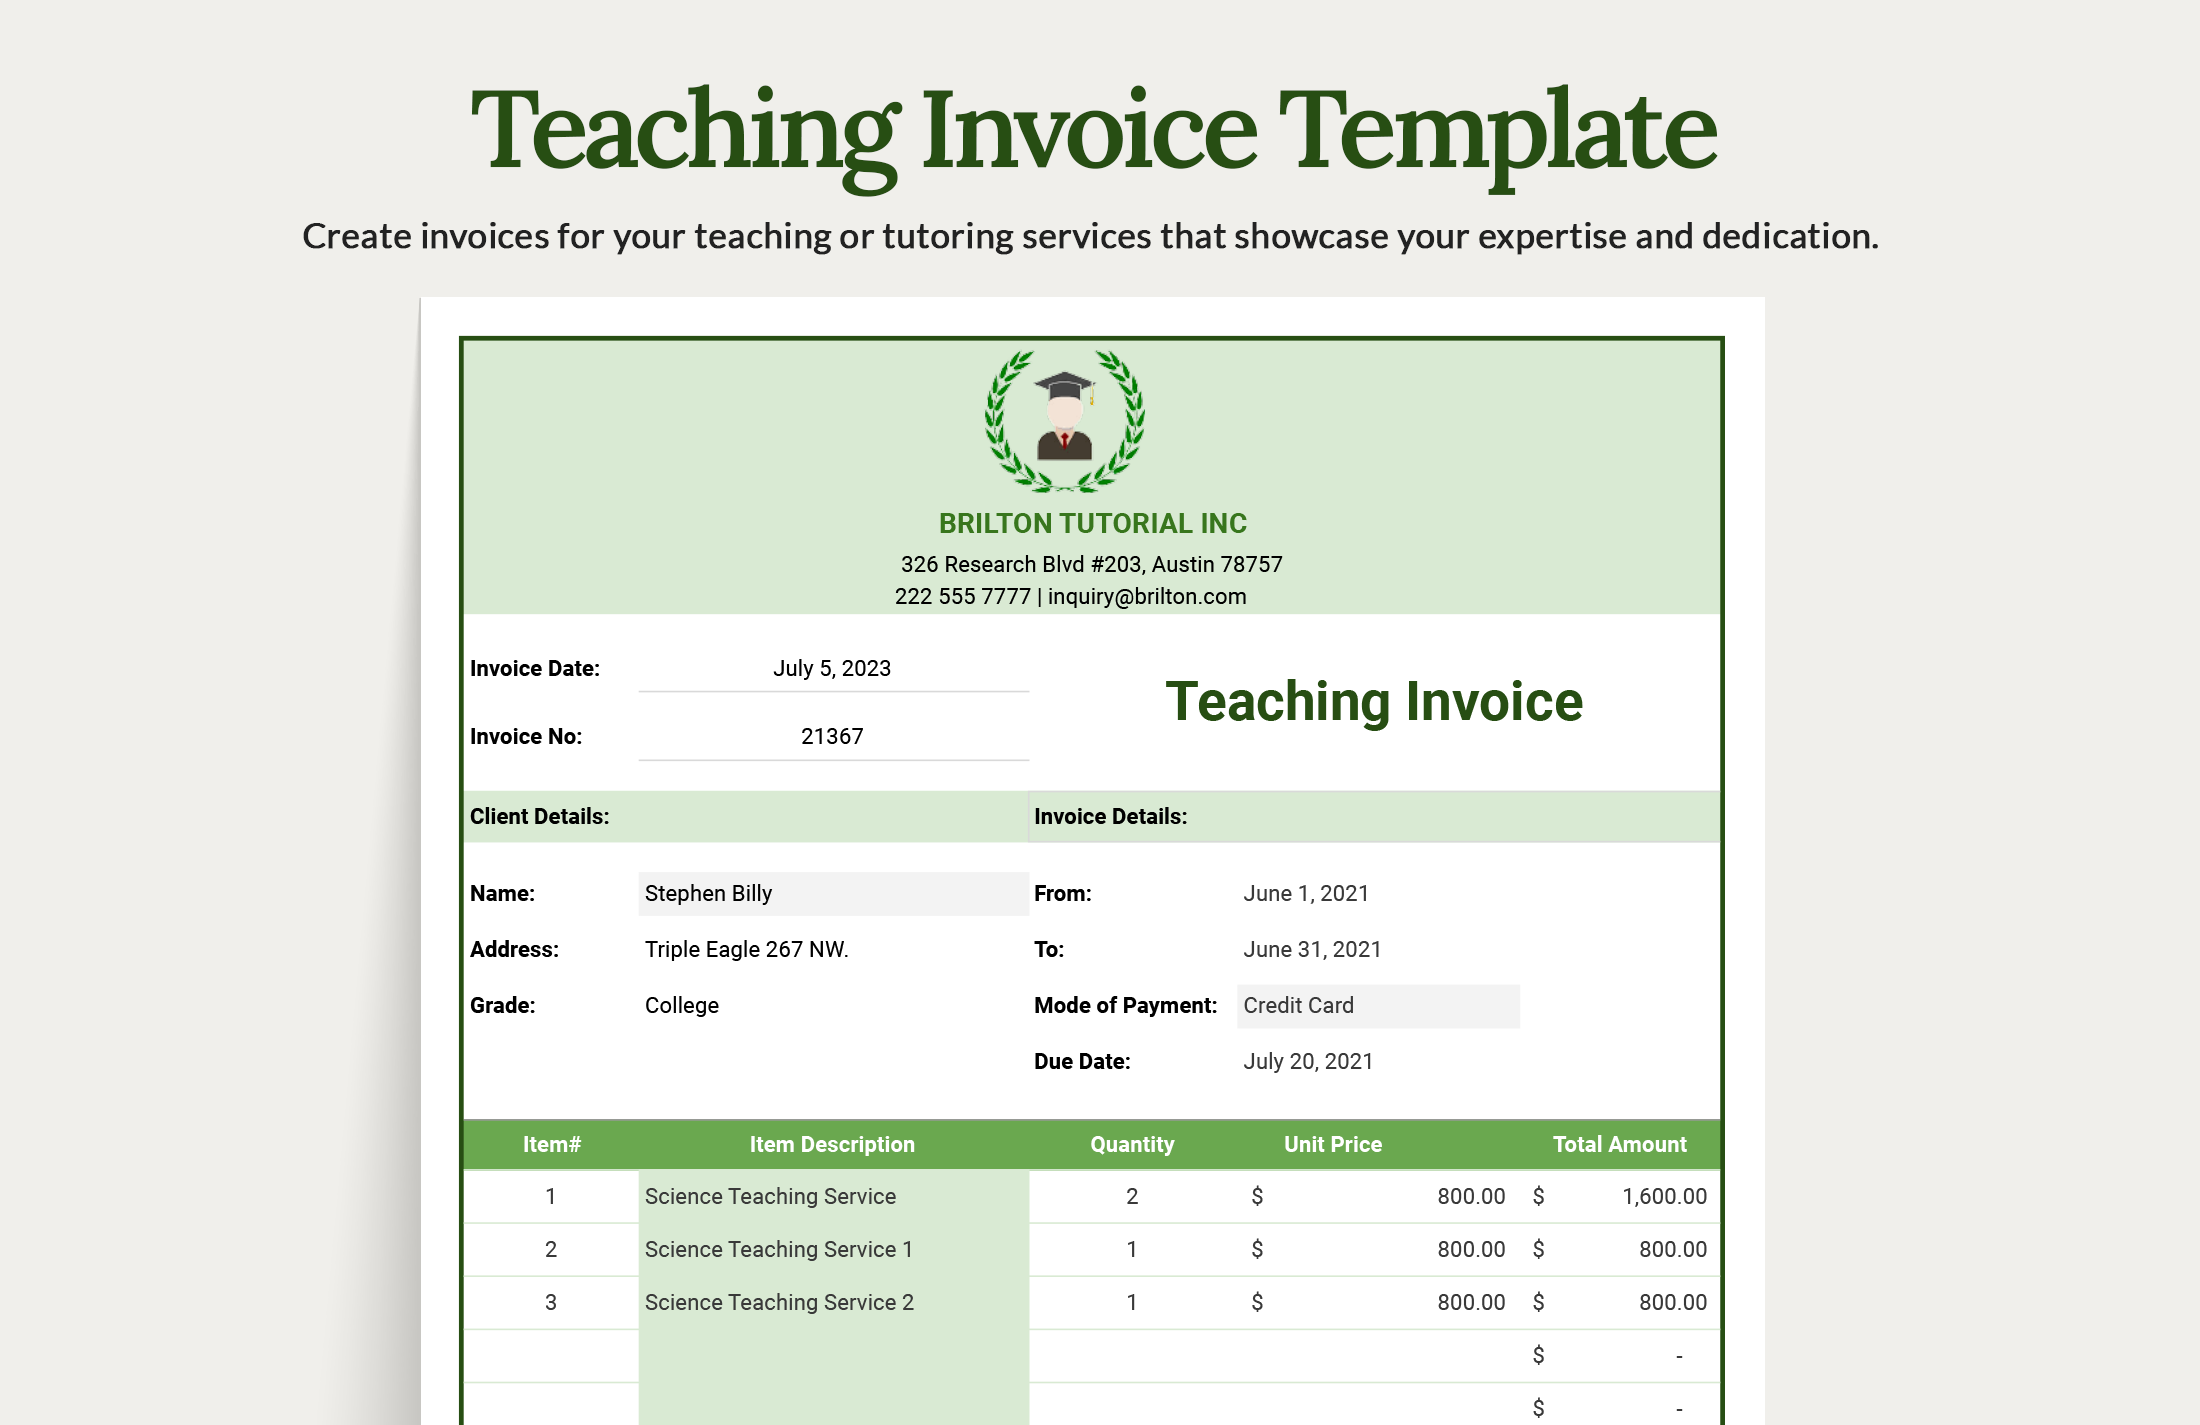 Teaching Invoice Template
Create invoices for your teaching or tutoring services that showcase your expertise and dedication.
BRILTON TUTORIAL INC
326 Research Blvd #203, Austin 78757
222 555 7777 | inquiry@brilton.com
Invoice Date: July 5, 2023
Teaching Invoice
Invoice No: 21367
Client Details: Invoice Details:
Name: Stephen Billy From: June 1, 2021
Address: Triple Eagle 267 NW. To: June 31, 2021
Grade: College Mode of Payment: Credit Card
Due Date: July 20, 2021
Item# Item Description Quantity Unit Price Total Amount
1 Science Teaching Service 2 $ 800.00 $ 1,600.00
2 Science Teaching Service 1 1 $ 800.00 $ 800.00
3 Science Teaching Service 2 1 $ 800.00 $ 800.00
$ -
$ -